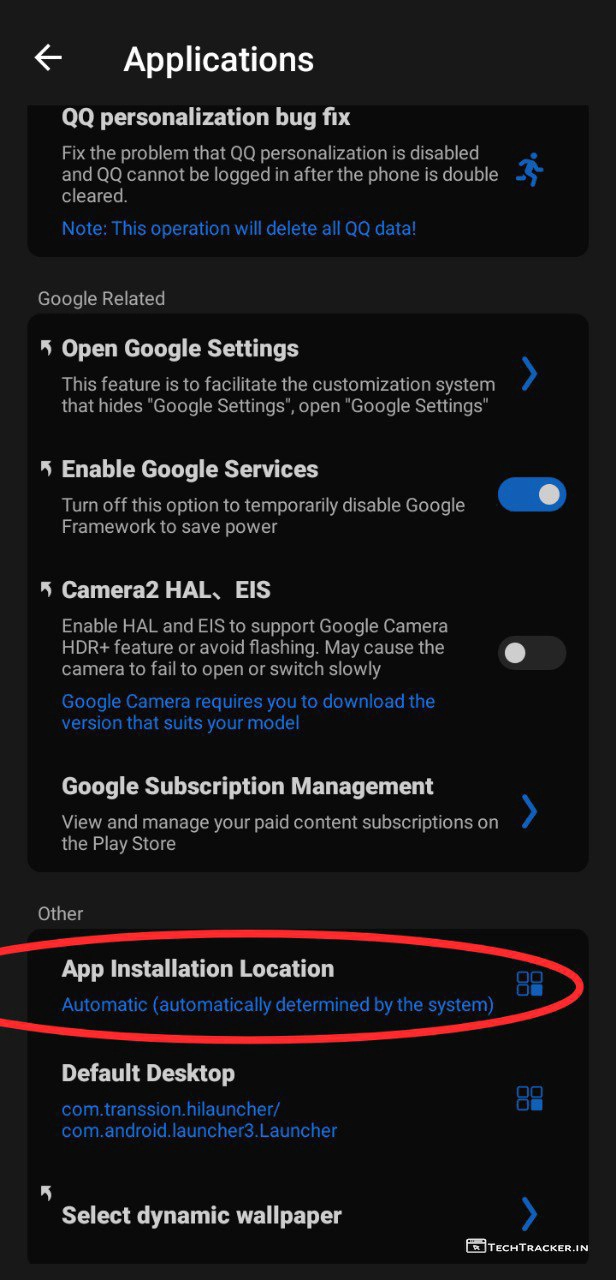 Applications
QQ personalization bug fix
Fix the problem that QQ personalization is disabled
and QQ cannot be logged in after the phone is double
cleared.
Note: This operation will delete all QQ data!
Google Related
Open Google Settings
This feature is to facilitate the customization system
that hides "Google Settings", open "Google Settings"
Enable Google Services
Turn off this option to temporarily disable Google
Framework to save power
Camera2 HAL、EIS
Enable HAL and EIS to support Google Camera
HDR+ feature or avoid flashing. May cause the
camera to fail to open or switch slowly
Google Camera requires you to download the
version that suits your model
Google Subscription Management
View and manage your paid content subscriptions on
the Play Store
Other
App Installation Location
Automatic (automatically determined by the system)
Default Desktop
com.transsion.hilauncher/
com.android.launcher3.Launcher
Select dynamic wallpaper
TECHTRACKER.IN